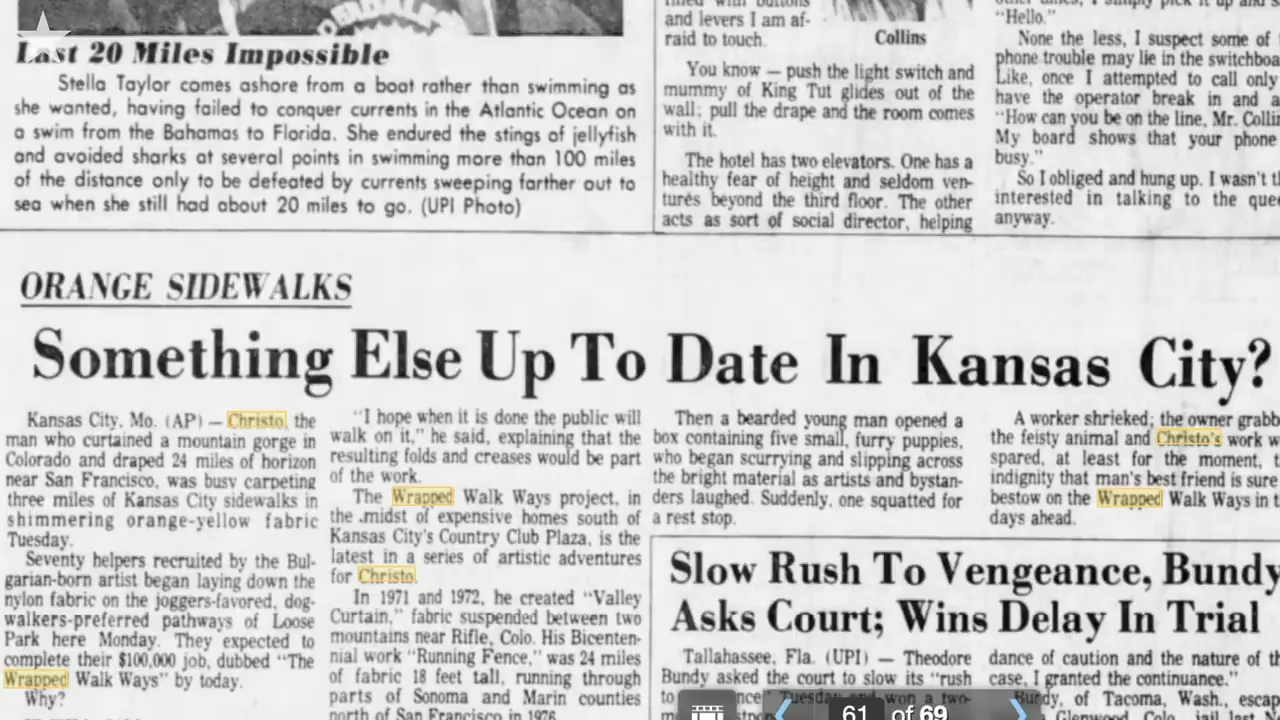 Last 20 Miles Impossible
Stella Taylor comes ashore from a boat rather than swimming as
she wanted, having failed to conquer currents in the Atlantic Ocean on
a swim from the Bahamas to Florida. She endured the stings of jellyfish
and avoided sharks at several points in swimming more than 100 miles
of the distance only to be defeated by currents sweeping farther out to
sea when she still had about 20 miles to go. (UPI Photo)
and levers I am af-
raid to touch.
Collins
You know — push the light switch and
mummy of King Tut glides out of the
wall; pull the drape and the room comes
with it.
The hotel has two elevators. One has a
healthy fear of height and seldom ven-
tures beyond the third floor. The other
acts as sort of social director, helping
"Hello."
None the less, I suspect some of
phone trouble may lie in the switchboa
Like, once I attempted to call only
have the operator break in and a
"How can you be on the line, Mr. Collin
My board shows that your phone
busy."
So I obliged and hung up. I wasn't th
interested in talking to the que
anyway.
ORANGE SIDEWALKS
Something Else Up To Date In Kansas City?
Kansas City, Mo. (AP) — Christo, the
man who curtained a mountain gorge in
Colorado and draped 24 miles of horizon
near San Francisco, was busy carpeting
three miles of Kansas City sidewalks in
shimmering orange-yellow fabric
Tuesday.
Seventy helpers recruited by the Bul-
garian-born artist began laying down the
nylon fabric on the joggers-favored, dog-
walkers-preferred pathways of Loose
Park here Monday. They expected to
complete their $100,000 job, dubbed "The
Wrapped Walk Ways" by today.
Why?
"I hope when it is done the public will
walk on it," he said, explaining that the
resulting folds and creases would be part
of the work.
The Wrapped Walk Ways project, in
the .midst of expensive homes south of
Kansas City's Country Club Plaza, is the
latest in a series of artistic adventures
for Christo.
In 1971 and 1972, he created "Valley
Curtain," fabric suspended between two
mountains near Rifle, Colo. His Bicenten-
nial work "Running Fence," was 24 miles
of fabric 18 feet tall, running through
parts of Sonoma and Marin counties
north of San Francisco in 1976.
Then a bearded young man opened a
box containing five small, furry puppies,
who began scurrying and slipping across
the bright material as artists and bystan-
ders laughed. Suddenly, one squatted for
a rest stop.
A worker shrieked; the owner grabb
the feisty animal and Christo's work w
spared, at least for the moment, t
indignity that man's best friend is sure
bestow on the Wrapped Walk Ways in t
days ahead.
Slow Rush To Vengeance, Bundy
Asks Court; Wins Delay In Trial
Tallahassee, Fla. (UPI) — Theodore
Bundy asked the court to slow its "rush
to Tuesday and won a two-
dance of caution and the nature of th
case, I granted the continuance."
Bundy, of Tacoma, Wash., escap
61 of 69